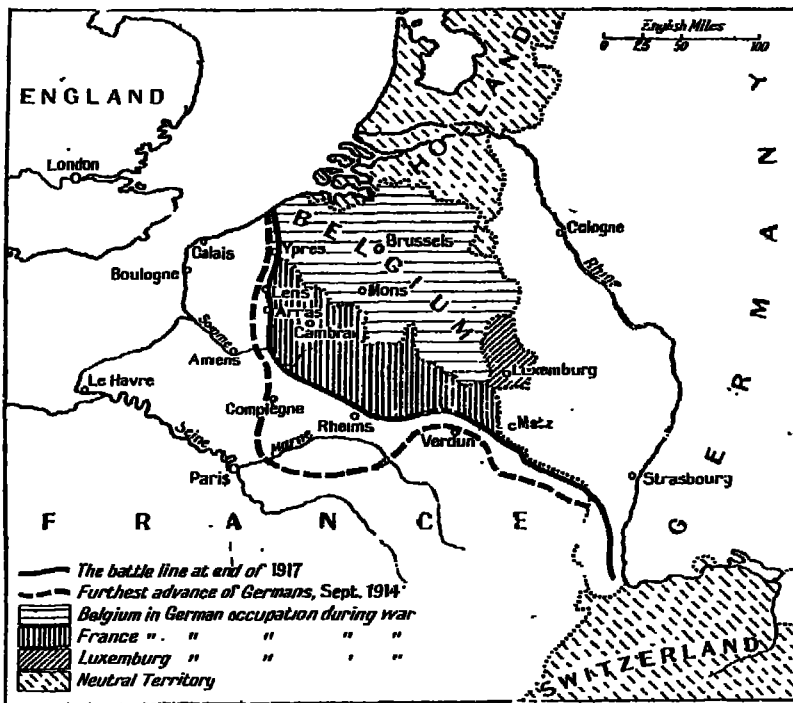 English Miles
0 25 50 100
ENGLAND
London
HOLLAND
GERMANY
BELGIUM
Cologne
Rhine
Calais
Ypres
Brussels
Boulogne
Lens
Mons
Arras
Cambrai
Somme
Amens
Luxemburg
Le Havre
Compiegne
Rheims
Verdun
Metz
Seine
Marne
Paris
Strasbourg
FRANCE
SWITZERLAND
The battle line at end of 1917
Furthest advance of Germans, Sept. 1914
Belgium in German occupation during war
France " " " " "
Luxemburg " " ' "
Neutral Territory